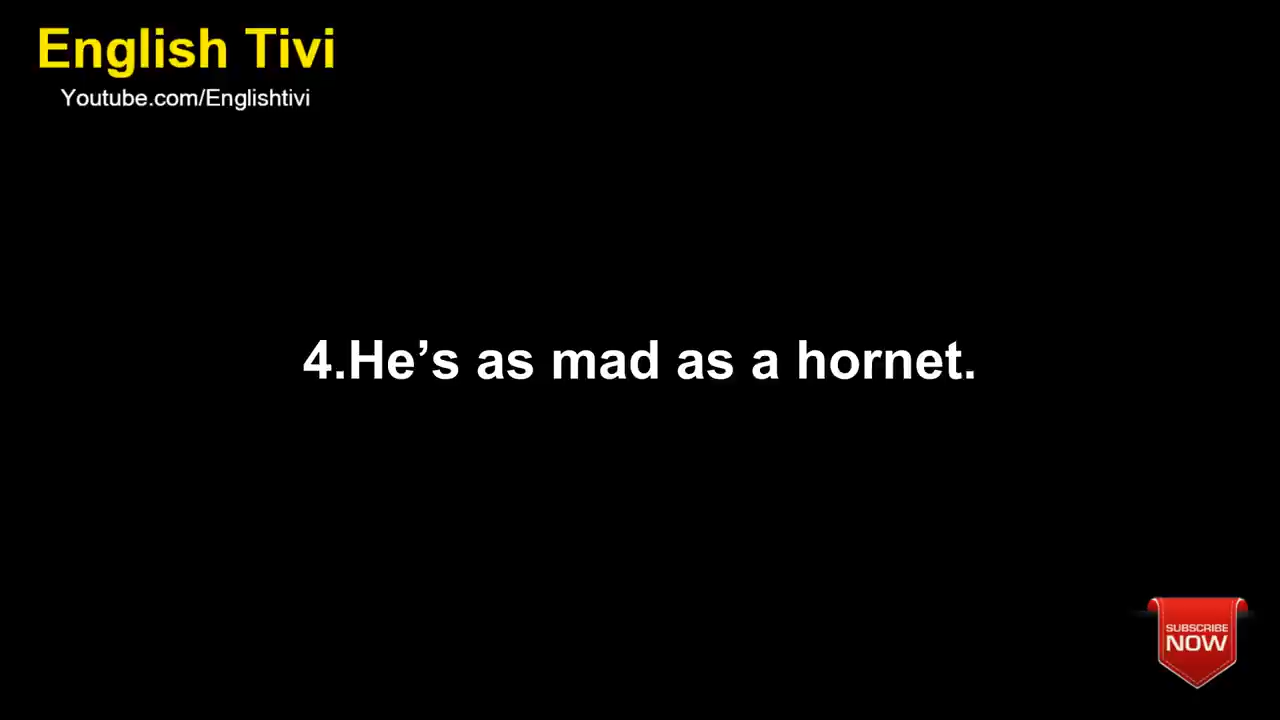 English Tivi
Youtube.com/Englishtivi
4.He’s as mad as a hornet.
SUBSCRIBE
NOW